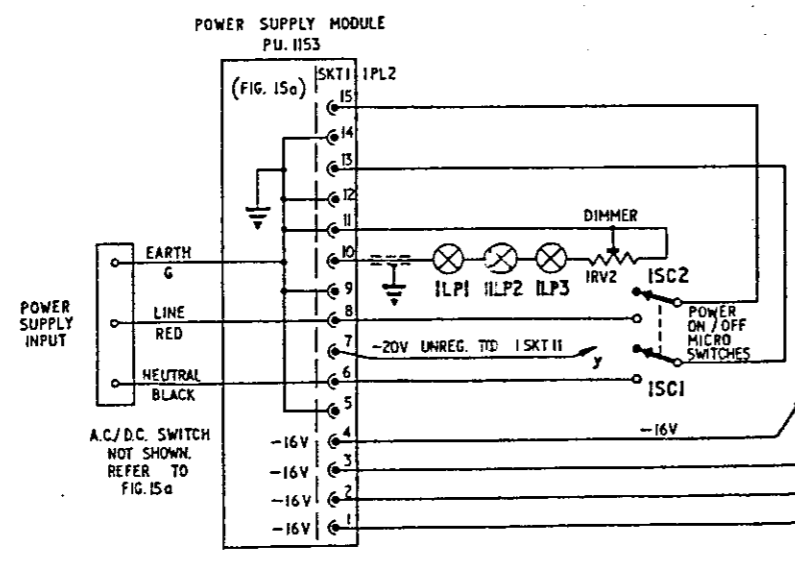 POWER SUPPLY MODULE
PU. 1153
(FIG. 15a)
SKT1 1PL2
15
14
13
12
11
10
9
8
7
6
5
4
3
2
1
DIMMER
1LP1 1LP2 1LP3
1RV2
1SC2
POWER
ON / OFF
MICRO
SWITCHES
1SC1
EARTH
G
LINE
RED
NEUTRAL
BLACK
POWER
SUPPLY
INPUT
-20V UNREG. TO 1SKT11
y
A.C./D.C. SWITCH
NOT SHOWN.
REFER TO
FIG. 15a
-16V
-16V
-16V
-16V
-16V